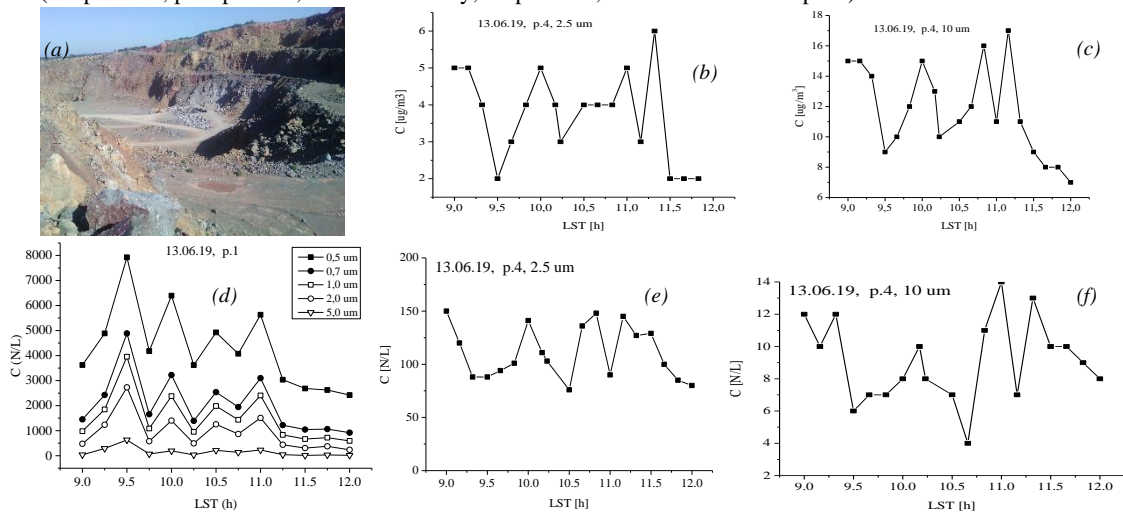 (a)
13.06.19, p.4, 2.5 um
(b)
C [ug/m3]
6
5
4
3
2
9,0 9,5 10,0 10,5 11,0 11,5 12,0
LST [h]
13.06.19, p.4, 10 um
(c)
C [ug/m³]
18
16
14
12
10
8
6
9,0 9,5 10,0 10,5 11,0 11,5 12,0
LST [h]
13.06.19, p.1
(d)
0,5 um
0,7 um
1,0 um
2,0 um
5,0 um
C (N/L)
8000
7000
6000
5000
4000
3000
2000
1000
0
9.0 9.5 10.0 10.5 11.0 11.5 12.0
LST (h)
13.06.19, p.4, 2.5 um
(e)
C [N/L]
200
150
100
50
0
9.0 9.5 10.0 10.5 11.0 11.5 12.0
LST [h]
13.06.19, p.4, 10 um
(f)
C [N/L]
14
12
10
8
6
4
2
9.0 9.5 10.0 10.5 11.0 11.5 12.0
LST [h]